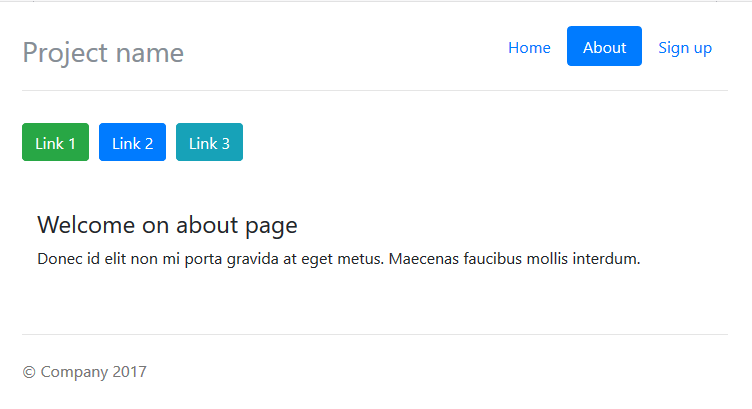 Project name
Home
About
Sign up
Link 1
Link 2
Link 3
Welcome on about page
Donec id elit non mi porta gravida at eget metus. Maecenas faucibus mollis interdum.
© Company 2017